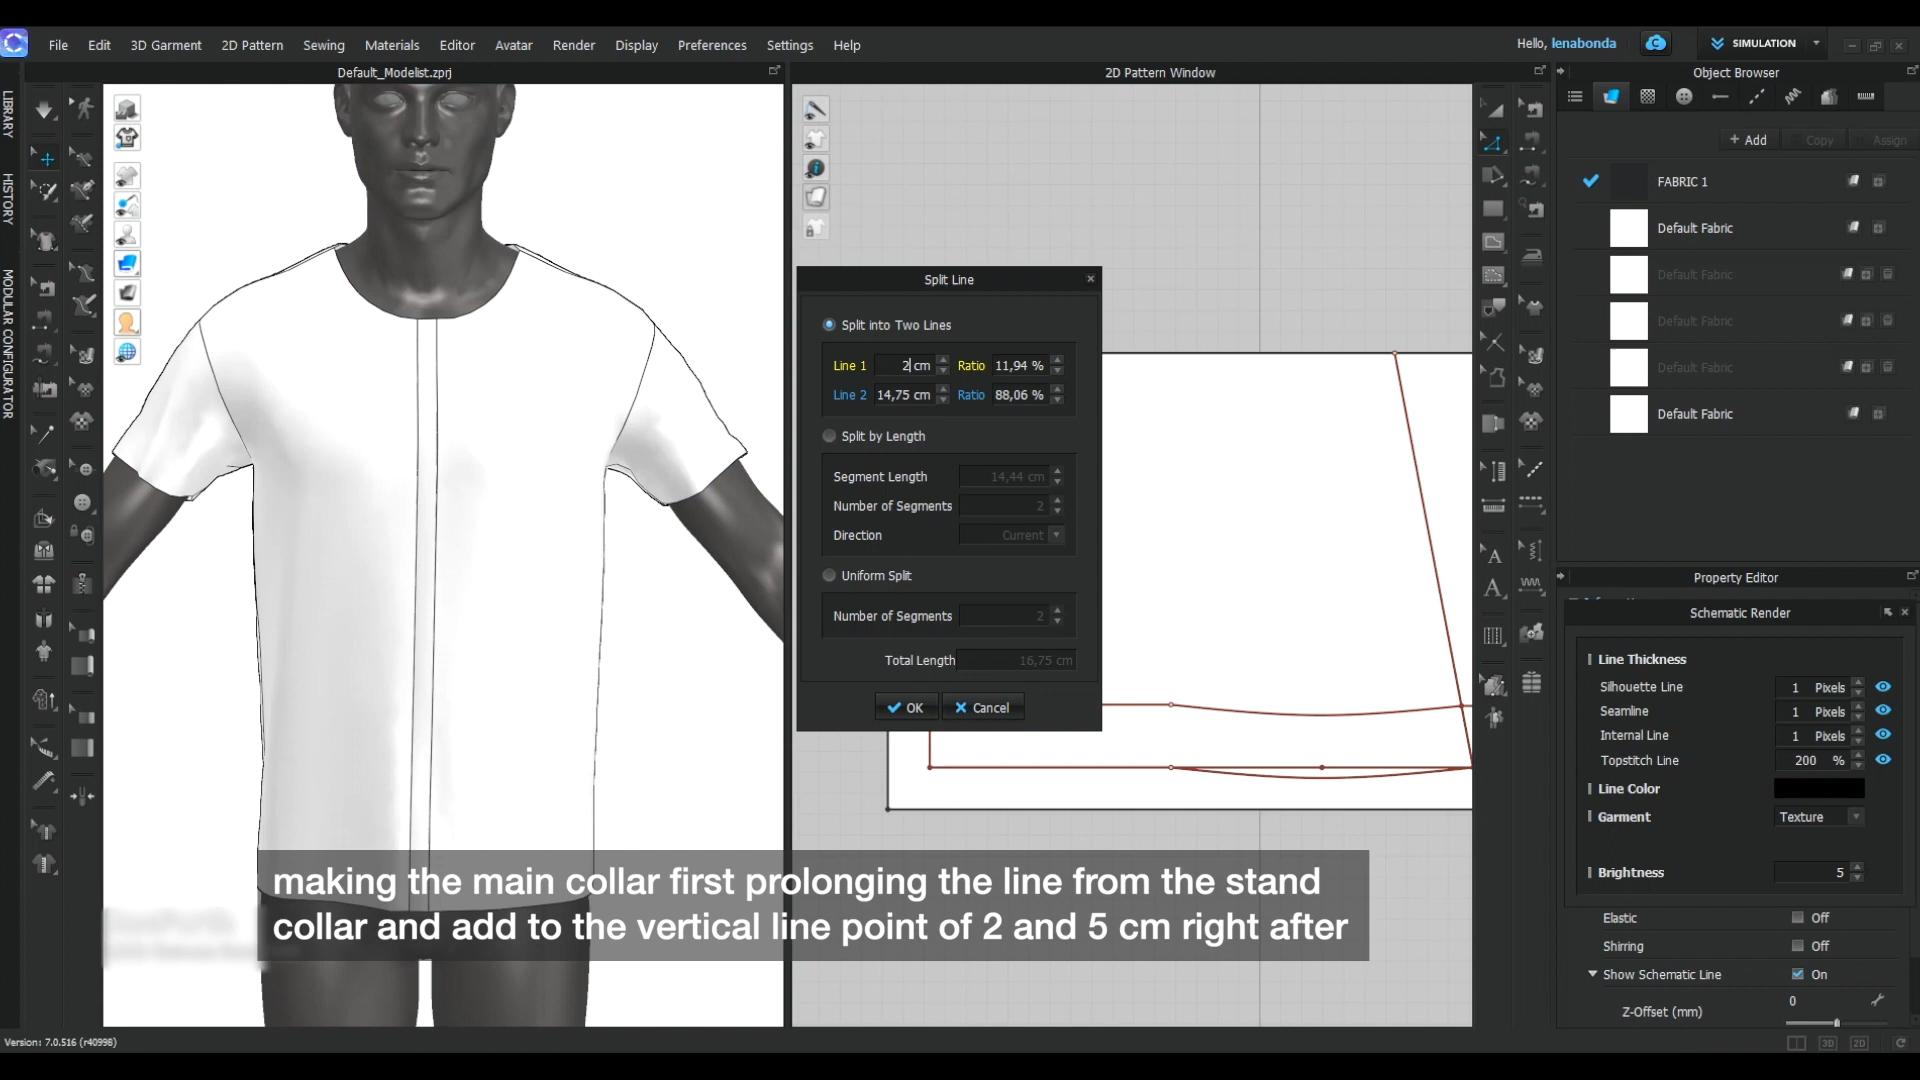 File Edit 3D Garment 2D Pattern Sewing Materials Editor Avatar Render Display Preferences Settings Help
Hello, lenabonda
SIMULATION
Default_Modelist.zprj
2D Pattern Window
Object Browser
LIBRARY
HISTORY
MODULAR CONFIGURATOR
+ Add Copy Assign
FABRIC 1
Default Fabric
Default Fabric
Default Fabric
Default Fabric
Default Fabric
Split Line
Split into Two Lines
Line 1 2 cm Ratio 11,94 %
Line 2 14,75 cm Ratio 88,06 %
Split by Length
Segment Length 14,44 cm
Number of Segments 2
Direction Current
Uniform Split
Number of Segments 2
Total Length 16,75 cm
OK Cancel
Property Editor
Schematic Render
Line Thickness
Silhouette Line 1 Pixels
Seamline 1 Pixels
Internal Line 1 Pixels
Topstitch Line 200 %
Line Color
Garment Texture
Brightness 5
Elastic Off
Shirring Off
Show Schematic Line On
Z-Offset (mm) 0
making the main collar first prolonging the line from the stand
collar and add to the vertical line point of 2 and 5 cm right after
Version: 7.0.516 (r40998)
3D 2D